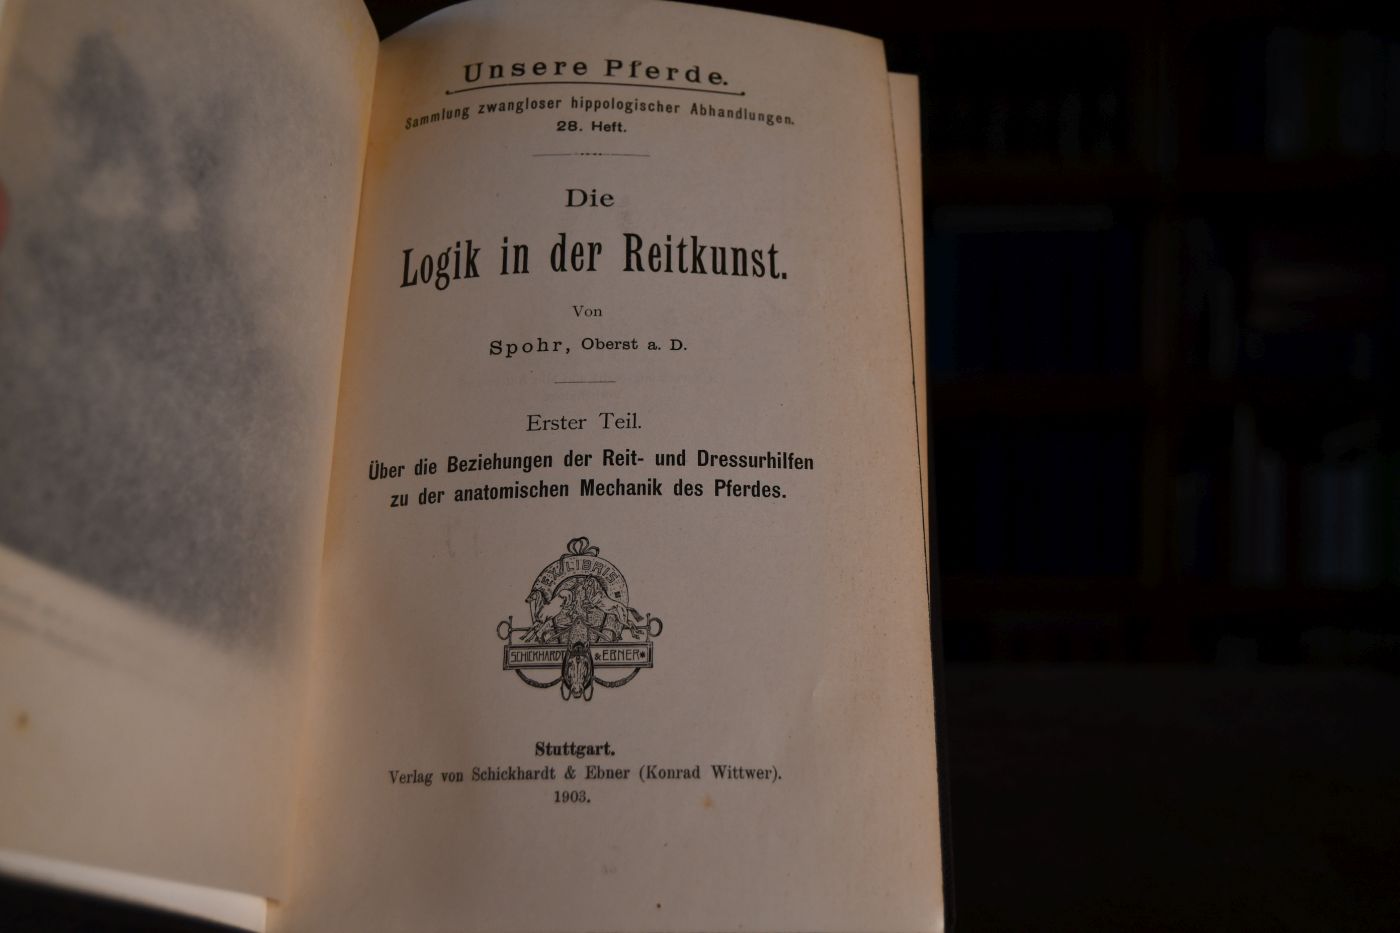 Unsere Pferde.
Sammlung zwangloser hippologischer Abhandlungen.
28. Heft.
Die
Logik in der Reitkunst.
Von
Spohr, Oberst a. D.
Erster Teil.
Über die Beziehungen der Reit- und Dressurhilfen
zu der anatomischen Mechanik des Pferdes.
EX LIBRIS
SCHICKHARDT & EBNER
Stuttgart.
Verlag von Schickhardt & Ebner (Konrad Wittwer).
1903.